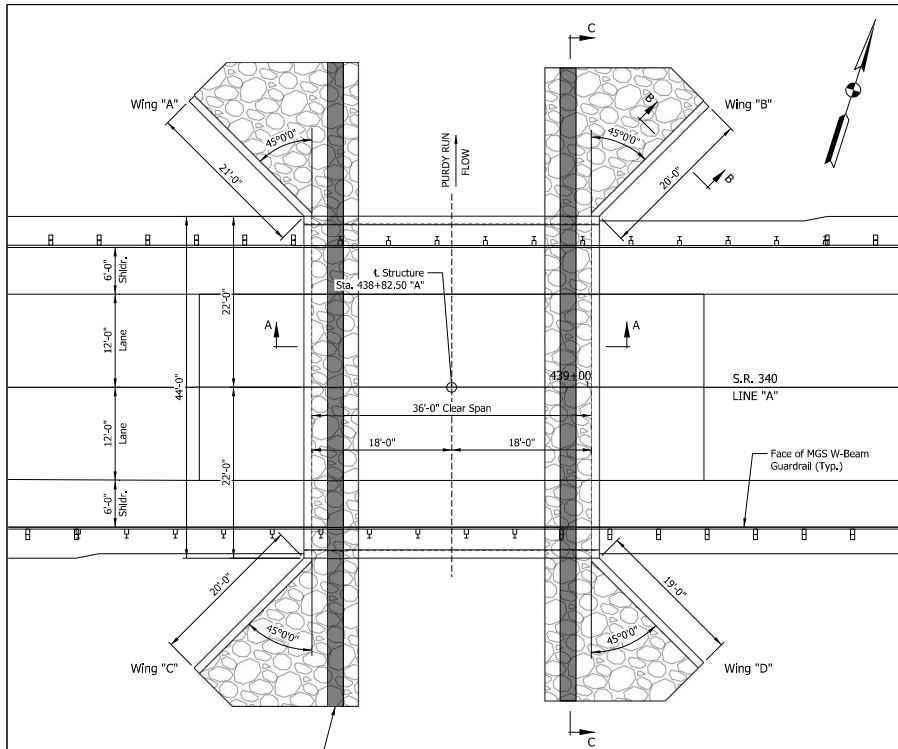 C
Wing "A"
Wing "B"
B
45°0'0"
45°0'0"
PURDY RUN
FLOW
21'-0"
20'-0"
B
6'-0"
Shldr.
℄ Structure
Sta. 438+82.50 "A"
22'-0"
A
A
12'-0"
Lane
44'-0"
439+00
S.R. 340
LINE "A"
36'-0" Clear Span
12'-0"
Lane
18'-0"
18'-0"
Face of MGS W-Beam
Guardrail (Typ.)
22'-0"
6'-0"
Shldr.
20'-0"
19'-0"
45°0'0"
45°0'0"
Wing "C"
Wing "D"
C